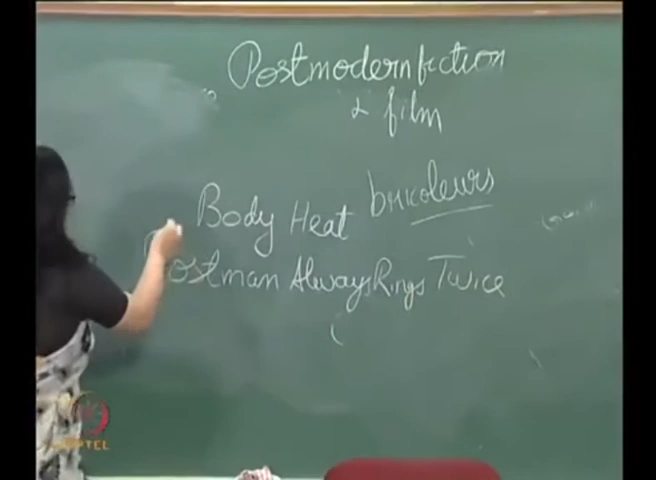 Postmodern fiction
& film
bricoleurs
Body Heat
Postman Always Rings Twice
NPTEL